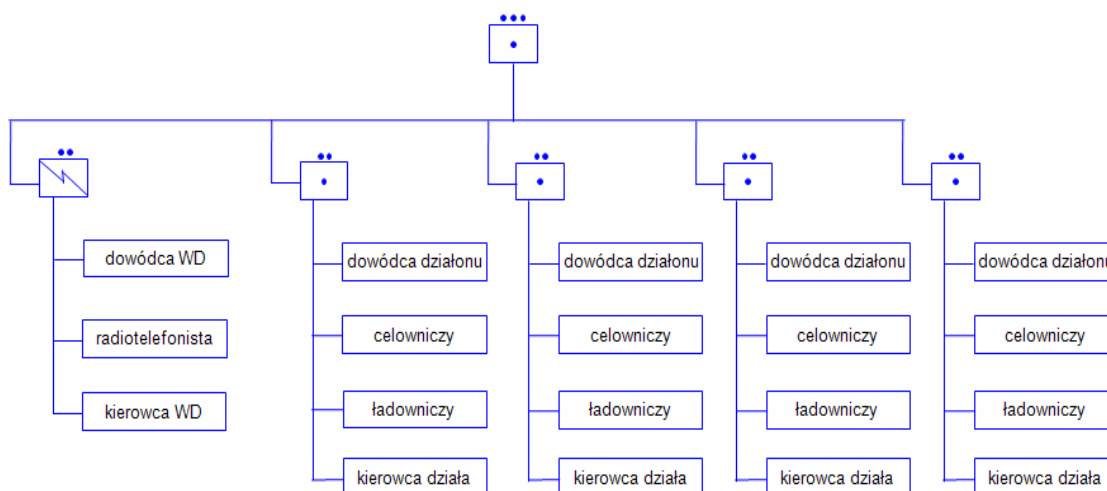 dowódca WD
radiotelefonista
kierowca WD
dowódca działonu
celowniczy
ładowniczy
kierowca działa
dowódca działonu
celowniczy
ładowniczy
kierowca działa
dowódca działonu
celowniczy
ładowniczy
kierowca działa
dowódca działonu
celowniczy
ładowniczy
kierowca działa